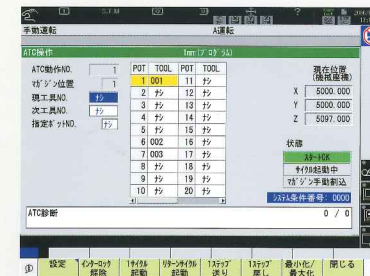 手動運転 A運転
ATC操作 1mm(プログラム)
ATC動作NO. 1
マガジン位置 1
現工具NO. ナシ
次工具NO. ナシ
指定ポットNO. ナシ
POT TOOL POT TOOL
1 001 11 ナシ
2 ナシ 12 ナシ
3 ナシ 13 ナシ
4 ナシ 14 ナシ
5 ナシ 15 ナシ
6 002 16 ナシ
7 003 17 ナシ
8 ナシ 18 ナシ
9 ナシ 19 ナシ
10 ナシ 20 ナシ
現在位置
(機械座標)
X 5000.000
Y 5000.000
Z 5097.000
状態
スタートOK
サイクル起動中
マガジン手動割込
システム条件番号: 0000
ATC診断 0 / 0
設定 インターロック解除 1サイクル起動 リターンサイクル起動 1ステップ送り 1ステップ戻し 最小化/最大化 閉じる